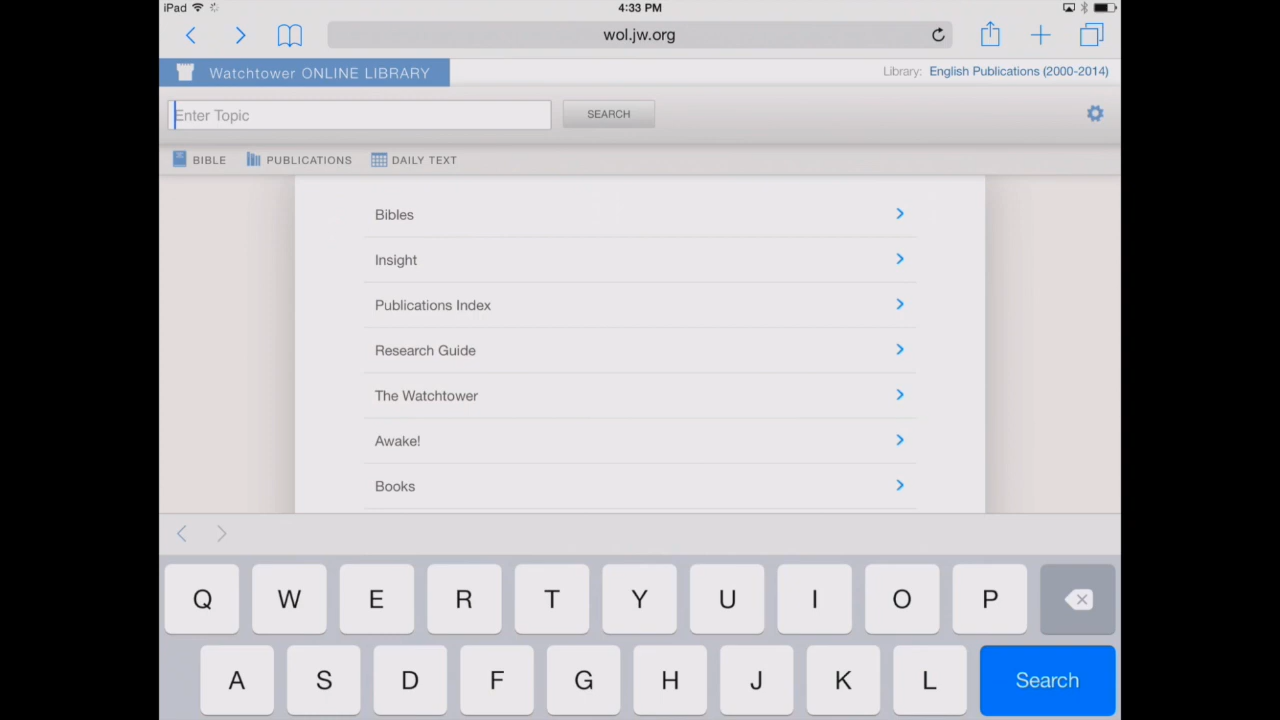 iPad 4:33 PM
wol.jw.org
Watchtower ONLINE LIBRARY Library: English Publications (2000-2014)
Enter Topic SEARCH
BIBLE PUBLICATIONS DAILY TEXT
Bibles
Insight
Publications Index
Research Guide
The Watchtower
Awake!
Books
Q W E R T Y U I O P
A S D F G H J K L Search